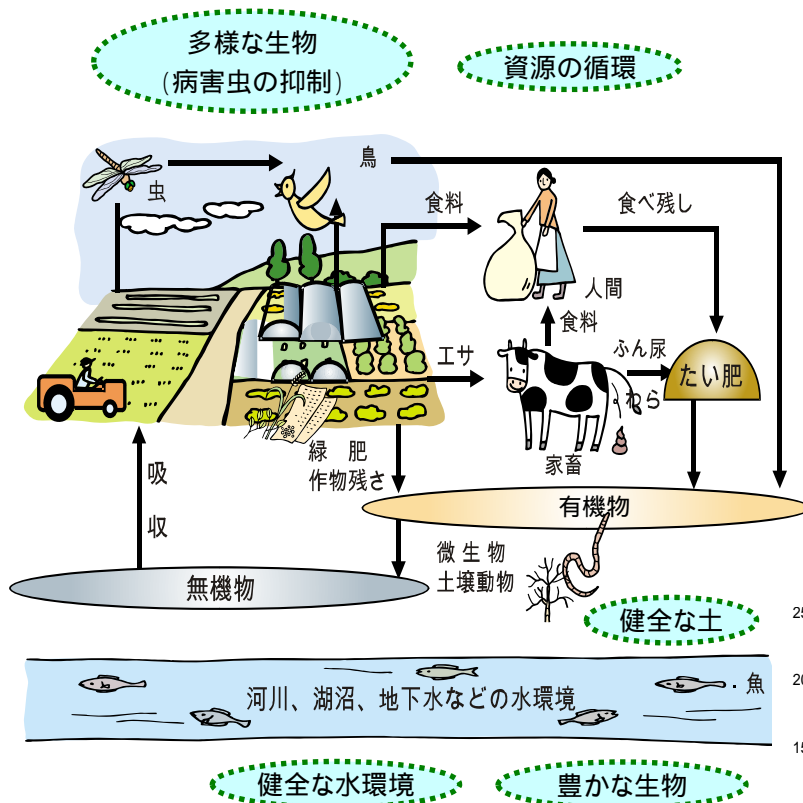 多様な生物
(病害虫の抑制)
資源の循環
鳥
虫
食料
食べ残し
人間
食料
エサ
ふん尿
たい肥
わら
家畜
緑 肥
作物残さ
吸
収
有機物
微生物
土壌動物
無機物
健全な土
25
河川、湖沼、地下水などの水環境
・魚
20
15
健全な水環境
豊かな生物